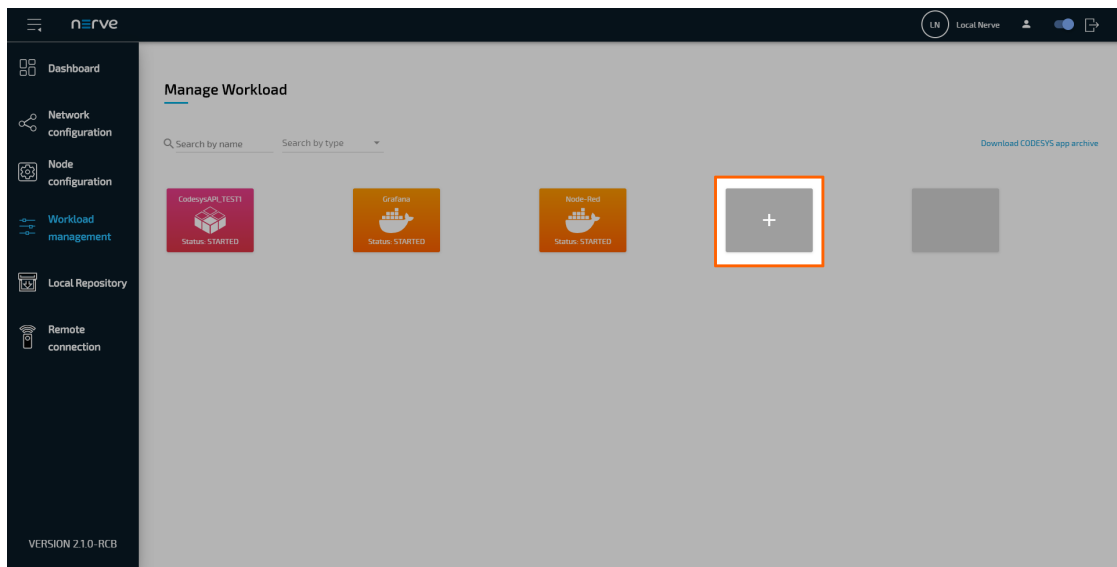 nerve
LN
Local Nerve
Dashboard
Network
configuration
Node
configuration
Workload
management
Local Repository
Remote
connection
VERSION 2.1.0-RCB
Manage Workload
Search by name
Search by type
Download CODESYS app archive
CodesysAPI_TEST1
Status: STARTED
Grafana
Status: STARTED
Node-Red
Status: STARTED
+